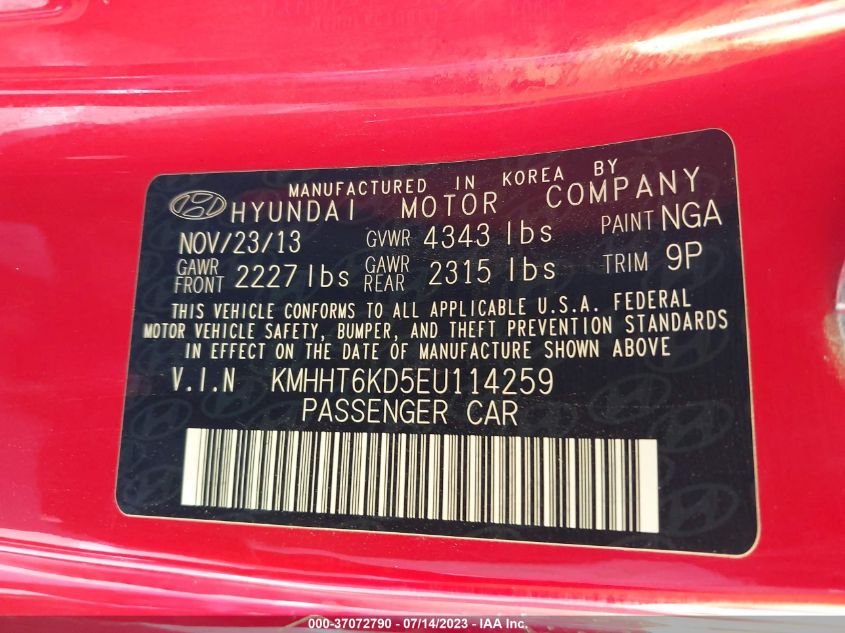 MANUFACTURED IN KOREA BY
HYUNDAI MOTOR COMPANY
NOV/23/13 GVWR 4343 lbs PAINT NGA
GAWR FRONT 2227 lbs GAWR REAR 2315 lbs TRIM 9P
THIS VEHICLE CONFORMS TO ALL APPLICABLE U.S.A. FEDERAL
MOTOR VEHICLE SAFETY, BUMPER, AND THEFT PREVENTION STANDARDS
IN EFFECT ON THE DATE OF MANUFACTURE SHOWN ABOVE
V.I.N KMHHT6KD5EU114259
PASSENGER CAR
000-37072790 - 07/14/2023 - IAA Inc.